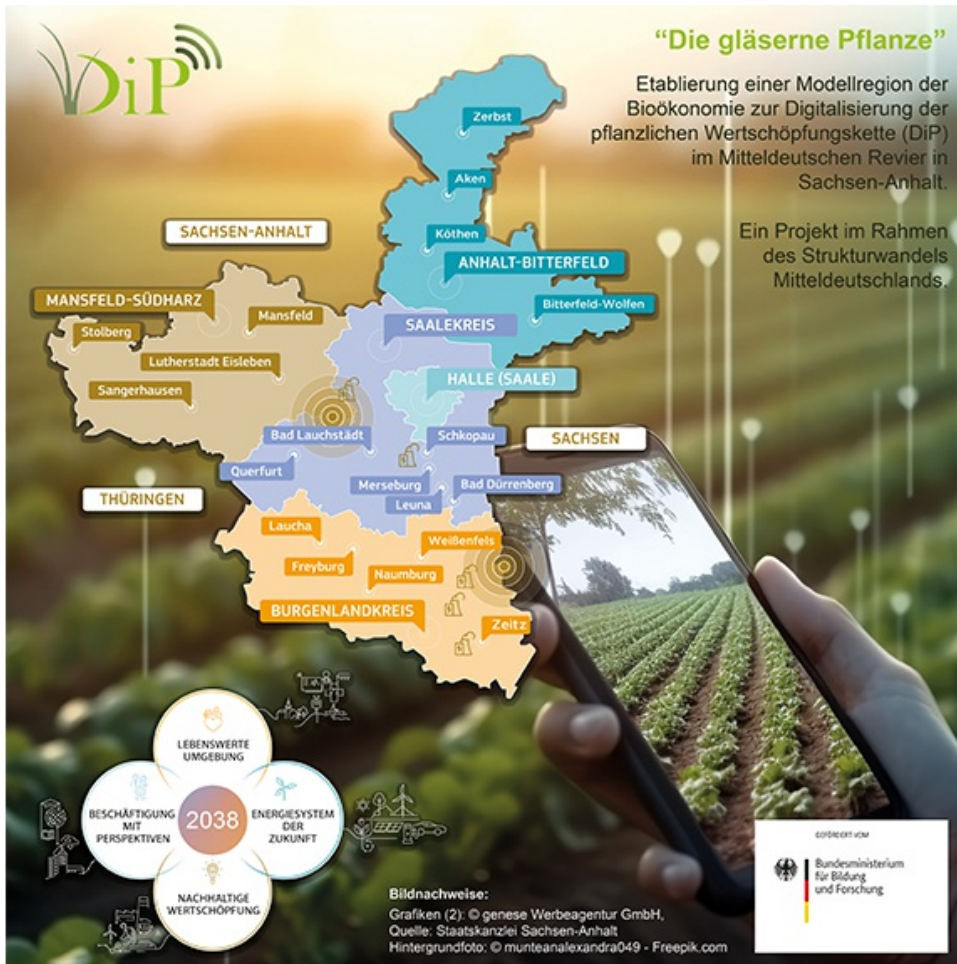 DiP
“Die gläserne Pflanze”
Etablierung einer Modellregion der
Bioökonomie zur Digitalisierung der
pflanzlichen Wertschöpfungskette (DiP)
im Mitteldeutschen Revier in
Sachsen-Anhalt.
Ein Projekt im Rahmen
des Strukturwandels
Mitteldeutschlands.
Zerbst
Aken
Köthen
SACHSEN-ANHALT
ANHALT-BITTERFELD
MANSFELD-SÜDHARZ
Bitterfeld-Wolfen
Mansfeld
Stolberg
SAALEKREIS
Lutherstadt Eisleben
Sangerhausen
HALLE (SAALE)
Bad Lauchstädt
Schkopau
SACHSEN
Querfurt
Merseburg
Bad Dürrenberg
THÜRINGEN
Leuna
Laucha
Weißenfels
Freyburg
Naumburg
BURGENLANDKREIS
Zeitz
LEBENSWERTE
UMGEBUNG
BESCHÄFTIGUNG
MIT
PERSPEKTIVEN
2038
ENERGIESYSTEM
DER
ZUKUNFT
NACHHALTIGE
WERTSCHÖPFUNG
Bildnachweise:
Grafiken (2): © genese Werbeagentur GmbH,
Quelle: Staatskanzlei Sachsen-Anhalt
Hintergrundfoto: © munteanalexandra049 - Freepik.com
GEFÖRDERT VOM
Bundesministerium
für Bildung
und Forschung